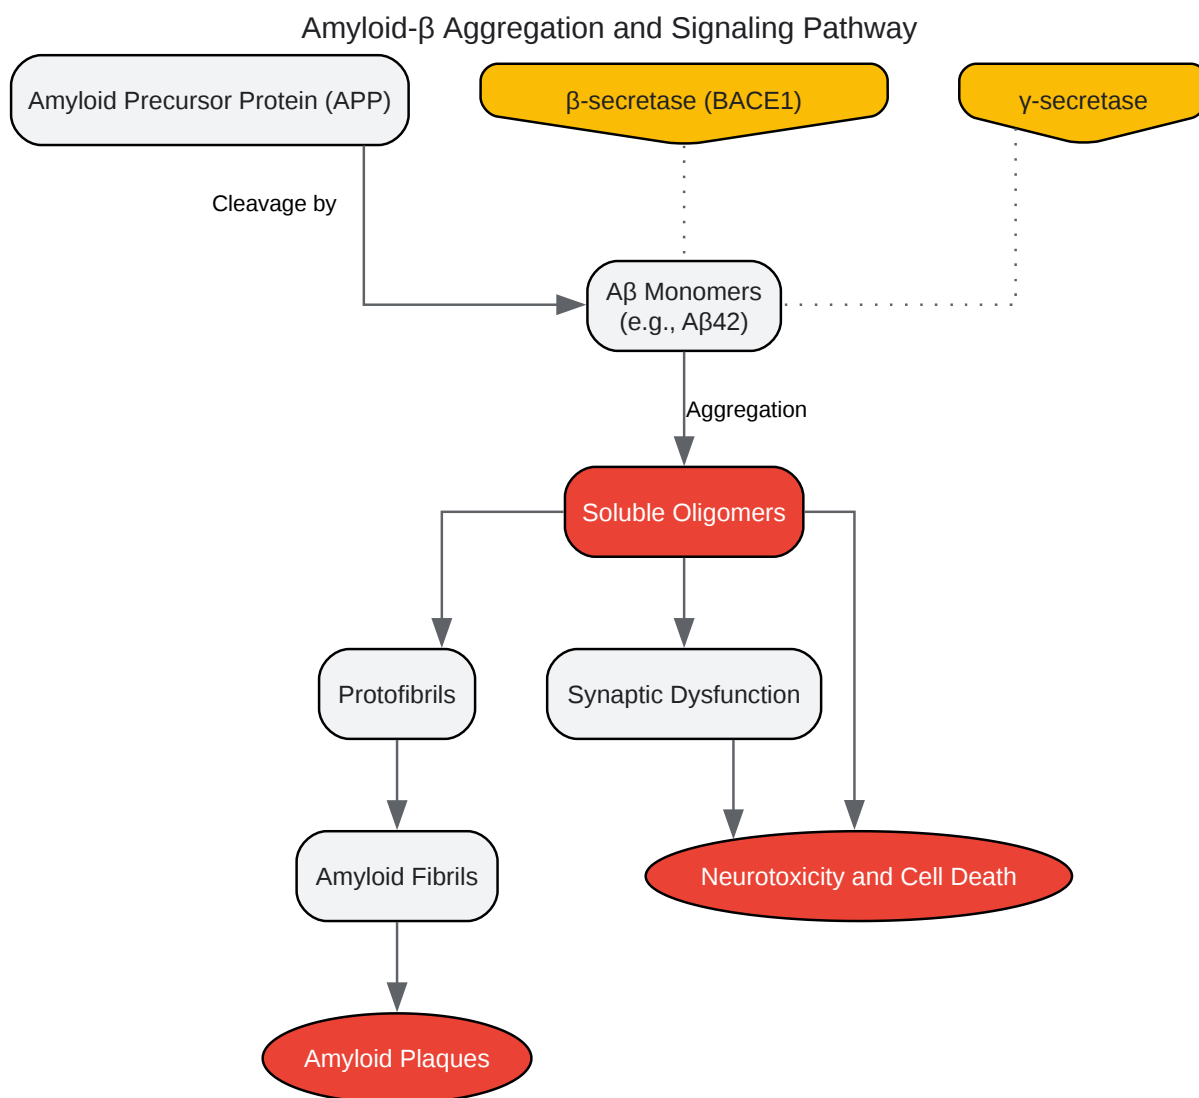 Amyloid-β Aggregation and Signaling Pathway
Amyloid Precursor Protein (APP)
β-secretase (BACE1)
γ-secretase
Cleavage by
Aβ Monomers
(e.g., Aβ42)
Aggregation
Soluble Oligomers
Protofibrils
Synaptic Dysfunction
Amyloid Fibrils
Neurotoxicity and Cell Death
Amyloid Plaques